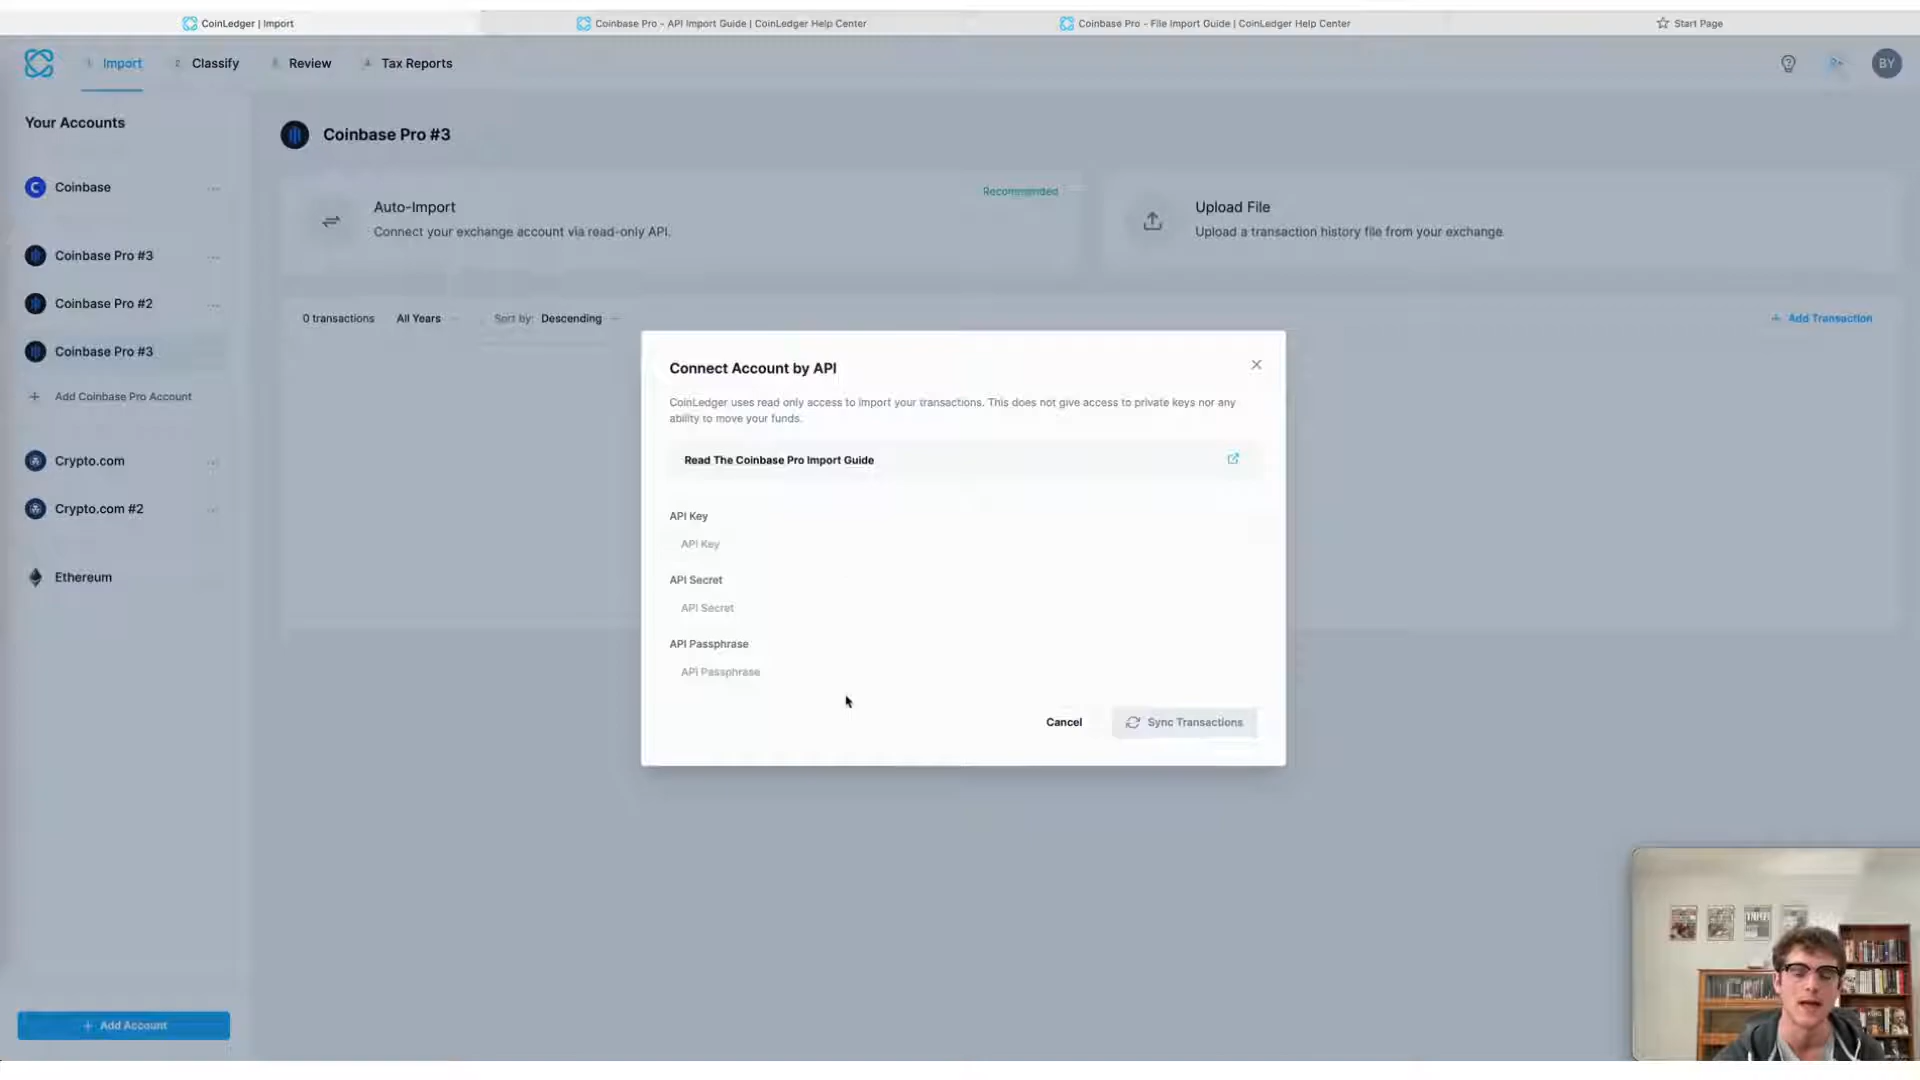 CoinLedger | Import
Coinbase Pro - API Import Guide | CoinLedger Help Center
Coinbase Pro - File Import Guide | CoinLedger Help Center
Start Page
1 Import
2 Classify
Review
4 Tax Reports
BY
Your Accounts
Coinbase
Coinbase Pro #3
Coinbase Pro #2
Coinbase Pro #3
+ Add Coinbase Pro Account
Crypto.com
Crypto.com #2
Ethereum
+ Add Account
Coinbase Pro #3
Auto-Import
Recommended
Connect your exchange account via read-only API.
Upload File
Upload a transaction history file from your exchange.
0 transactions
All Years
Sort by: Descending
+ Add Transaction
Connect Account by API
CoinLedger uses read only access to import your transactions. This does not give access to private keys nor any
ability to move your funds.
Read The Coinbase Pro Import Guide
API Key
API Key
API Secret
API Secret
API Passphrase
API Passphrase
Cancel
Sync Transactions